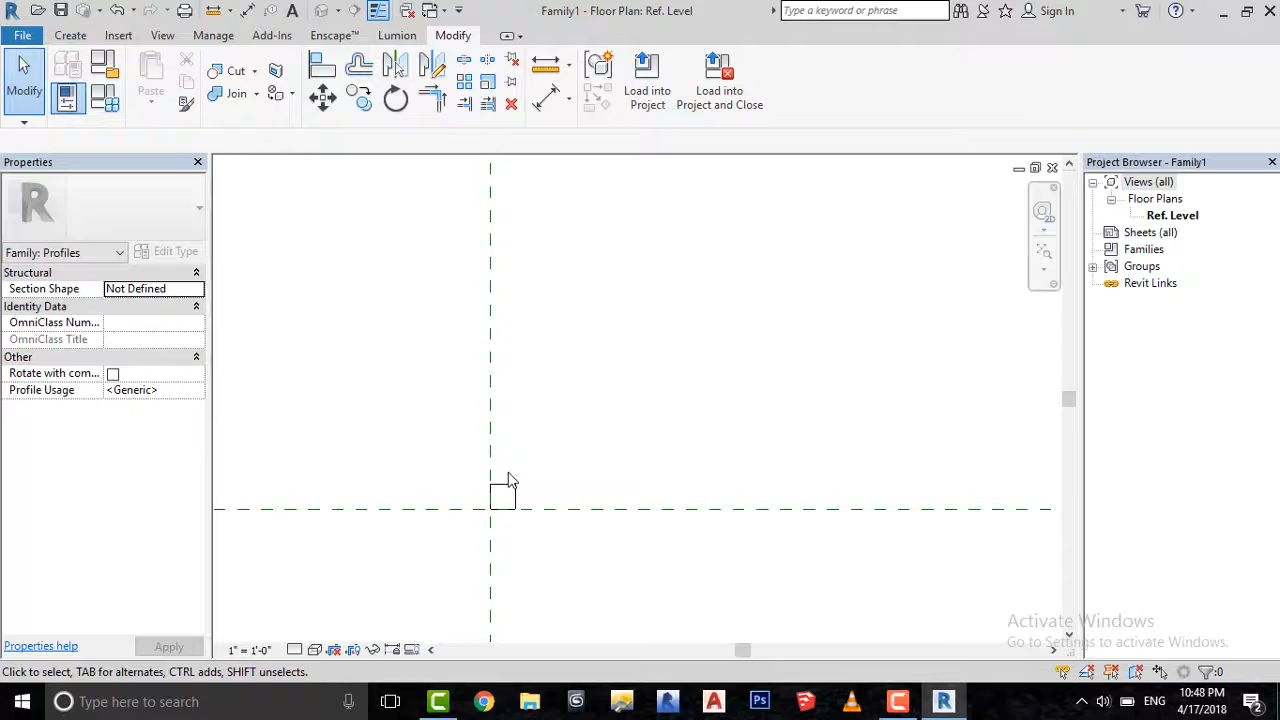 Family1 - Floor Plan: Ref. Level
Type a keyword or phrase
Sign In
File Create Insert View Manage Add-Ins Enscape™ Lumion Modify
Modify
Paste
Cut
Join
Load into Project
Load into Project and Close
Properties
Family: Profiles
Edit Type
Structural
Section Shape Not Defined
Identity Data
OmniClass Num...
OmniClass Title
Other
Rotate with com...
Profile Usage <Generic>
Properties help
Apply
Project Browser - Family1
Views (all)
Floor Plans
Ref. Level
Sheets (all)
Families
Groups
Revit Links
2D
Activate Windows
Go to Settings to activate Windows.
1" = 1'-0"
Click to select, TAB for alternates, CTRL adds, SHIFT unselects.
:0
Type here to search
ENG
10:48 PM
4/17/2018
2